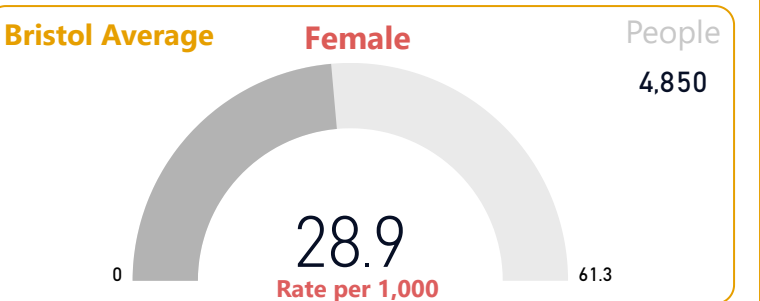 Bristol Average
Female
People
4,850
28.9
0
61.3
Rate per 1,000